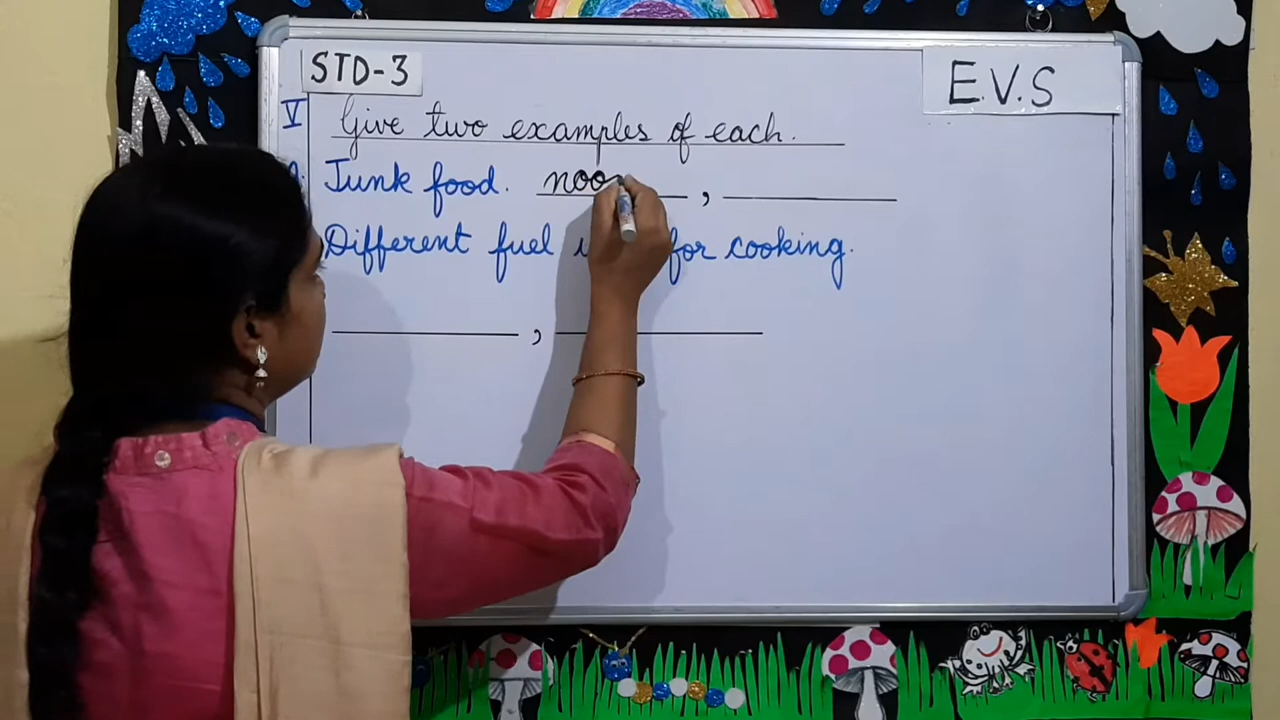 STD-3
E.V.S
V Give two examples of each.
Junk food. noo ,
Different fuel for cooking.
,